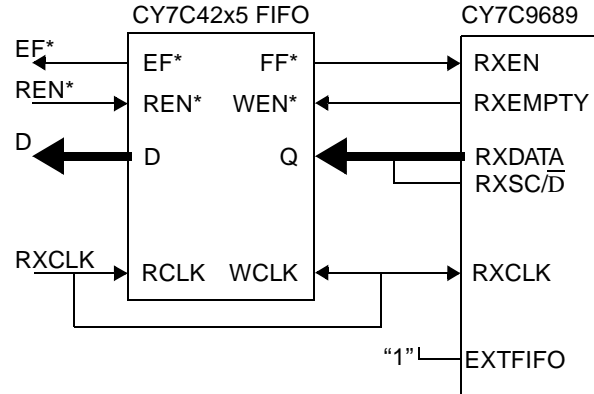 CY7C42x5 FIFO CY7C9689
EF* EF* FF* RXEN
REN* REN* WEN* RXEMPTY
D D Q RXDATA
RXSC/D̅
RXCLK RCLK WCLK RXCLK
“1” EXTFIFO